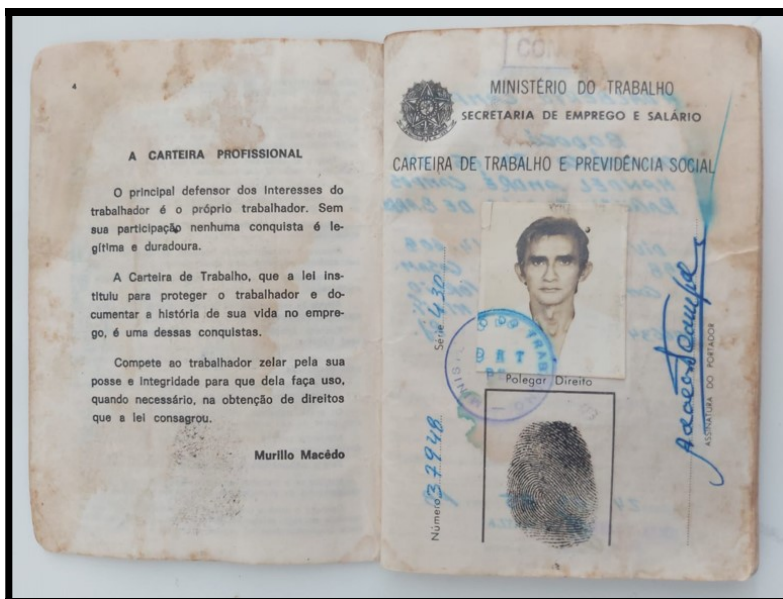 4
A CARTEIRA PROFISSIONAL
O principal defensor dos interesses do
trabalhador é o próprio trabalhador. Sem
sua participação nenhuma conquista é le-
gítima e duradoura.
A Carteira de Trabalho, que a lei ins-
titulu para proteger o trabalhador e do-
cumentar a história de sua vida no empre-
go, é uma dessas conquistas.
Compete ao trabalhador zelar pela sua
posse e integridade para que dela faça uso,
quando necessário, na obtenção de direitos
que a lei consagrou.
Murillo Macêdo
MINISTÉRIO DO TRABALHO
SECRETARIA DE EMPREGO E SALÁRIO
CARTEIRA DE TRABALHO E PREVIDÊNCIA SOCIAL
Polegar Direito
Número 37948
Série
ASSINATURA DO PORTADOR